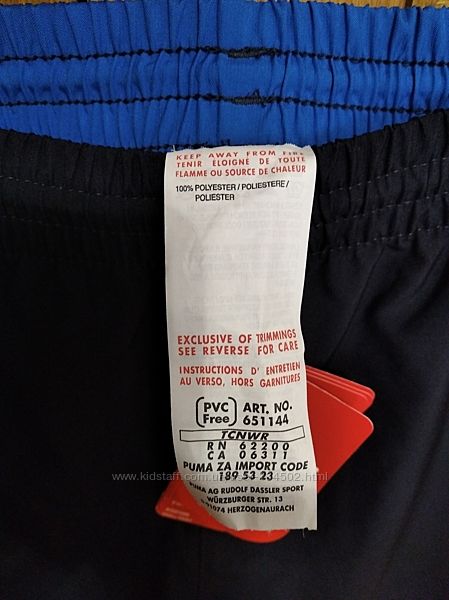 KEEP AWAY FROM FIRE
TENIR ELOIGNE DE TOUTE
FLAMME OU SOURCE DE CHALEUR
100% POLYESTER / POLIESTERE /
POLIESTER
EXCLUSIVE OF TRIMMINGS
SEE REVERSE FOR CARE
INSTRUCTIONS D' ENTRETIEN
AU VERSO, HORS GARNITURES
PVC Free
ART. NO.
651144
TCNWR
RN 62200
CA 06311
PUMA ZA IMPORT CODE
189 53 23
PUMA AG RUDOLF DASSLER SPORT
WÜRZBURGER STR. 13
91074 HERZOGENAURACH